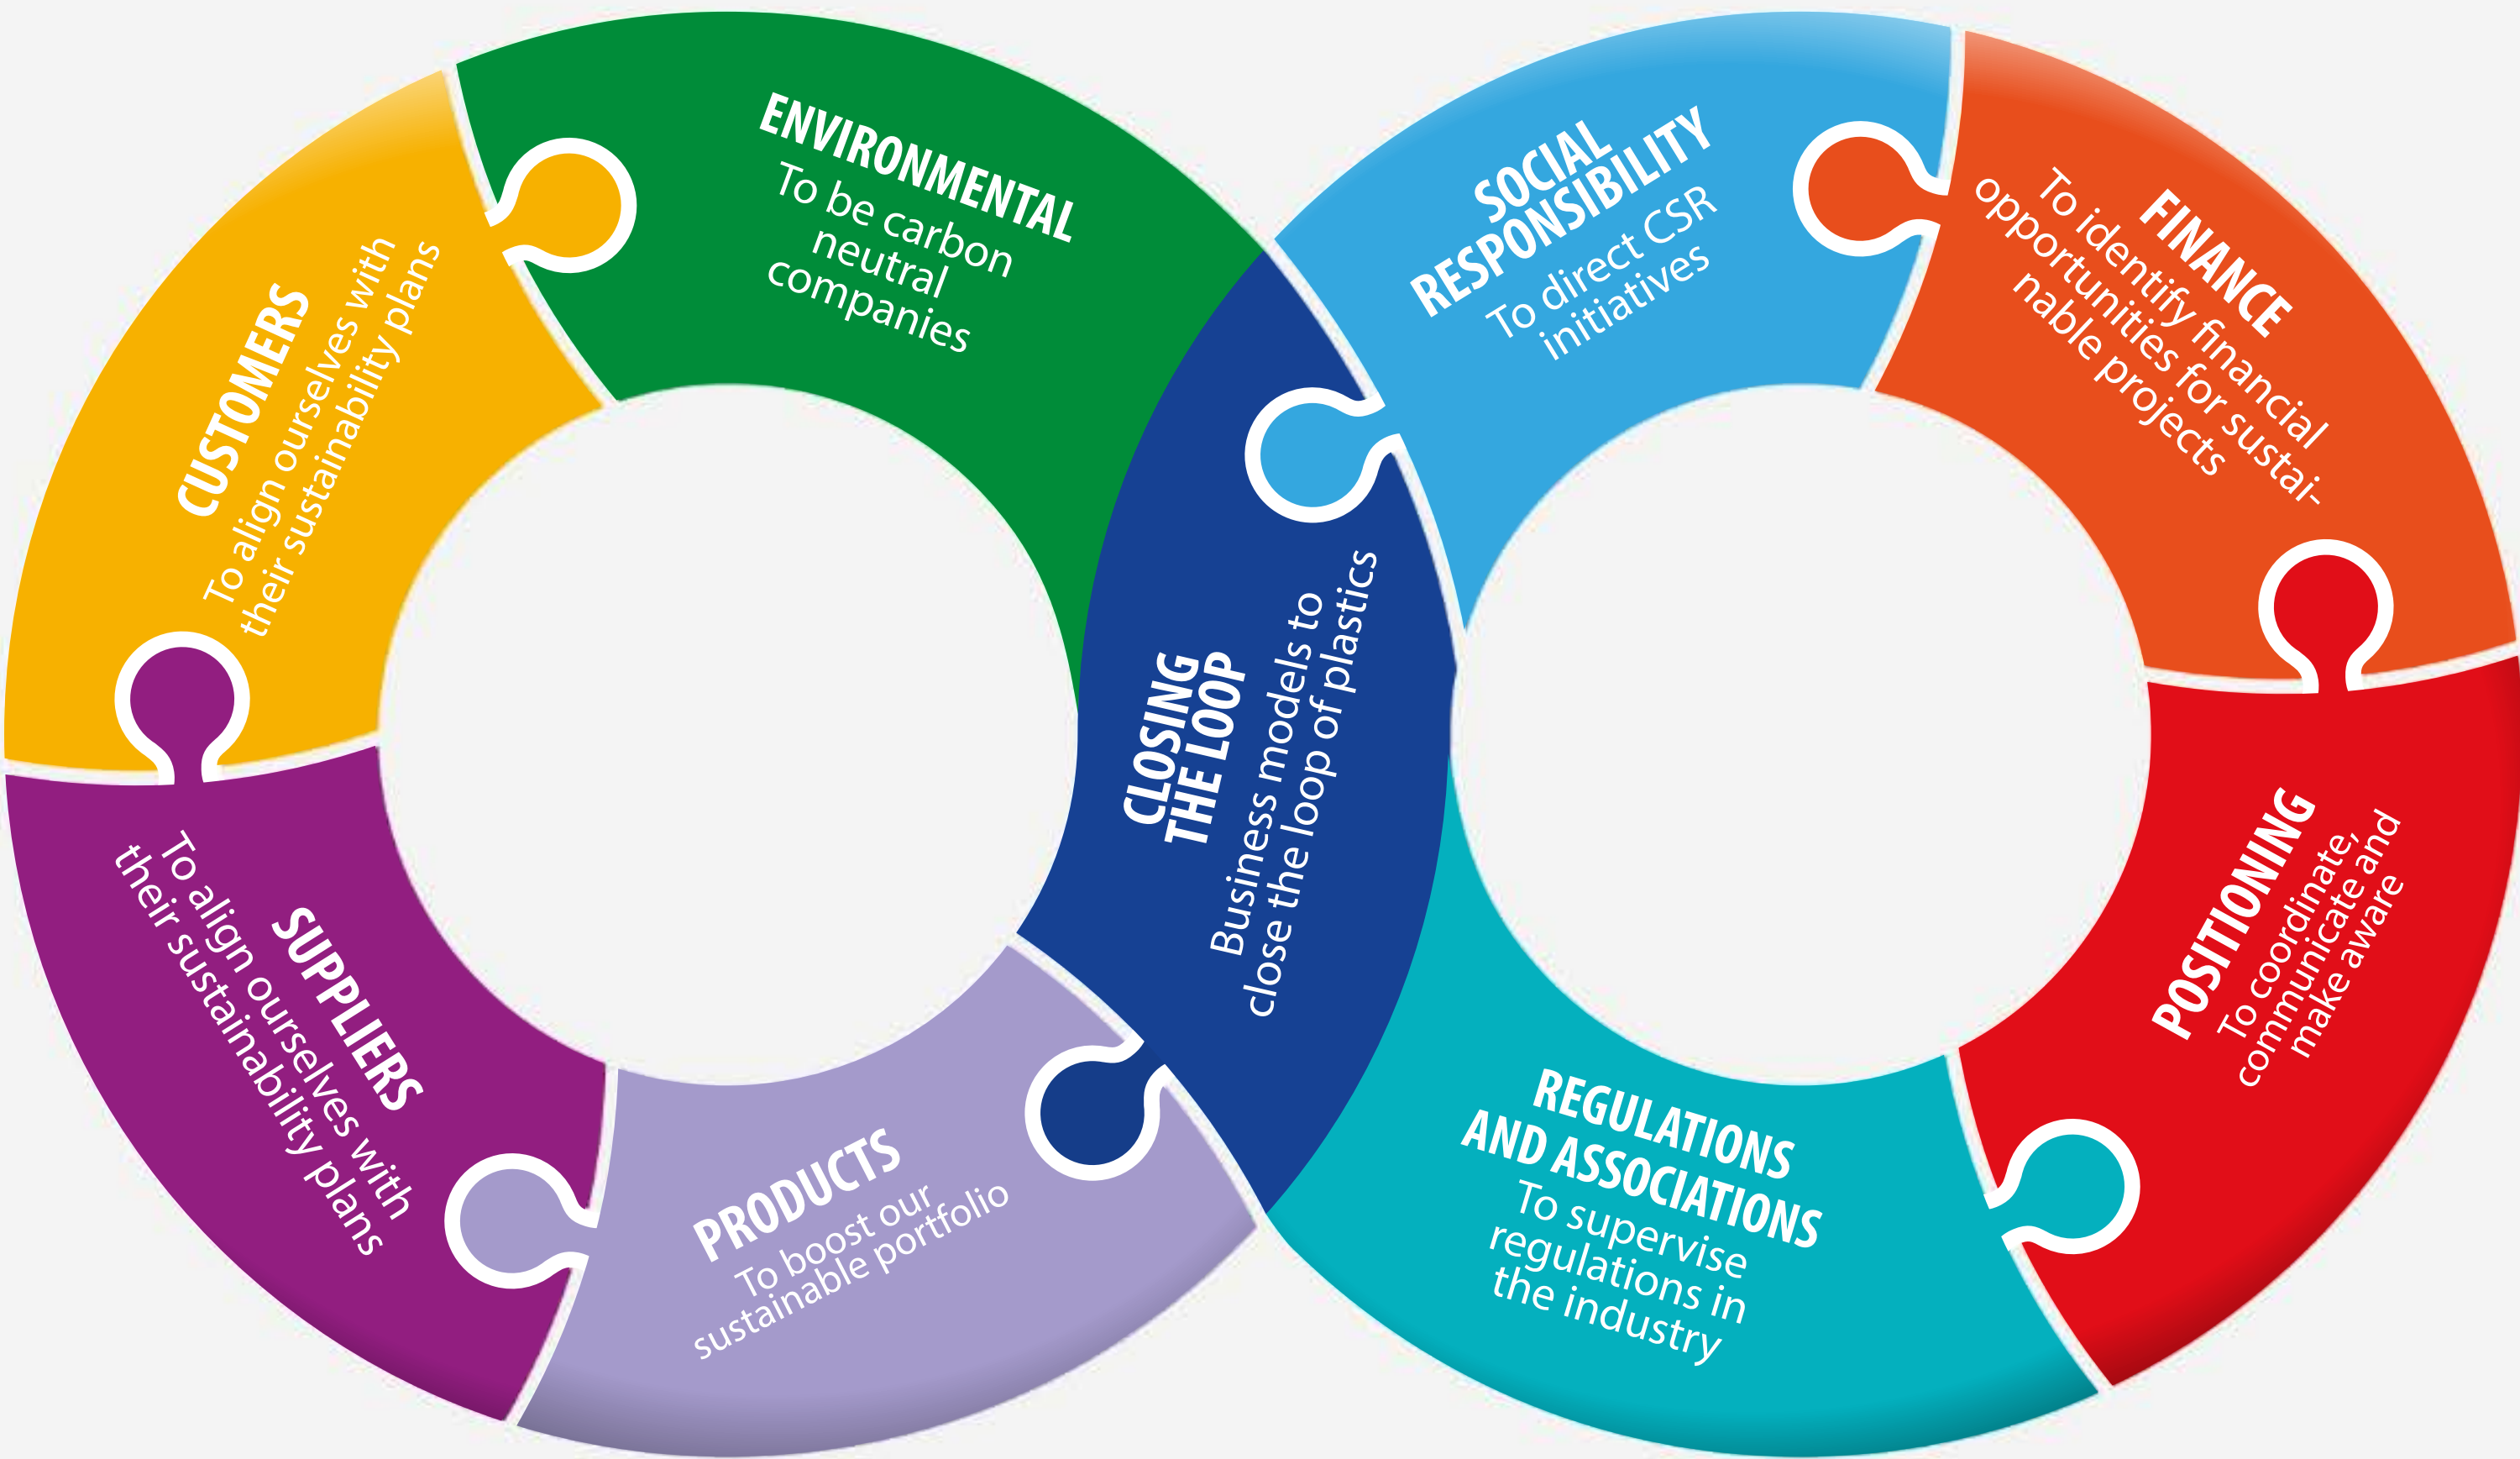 ENVIRONMENTAL
To be carbon
neutral
companies
CUSTOMERS
To align ourselves with
their sustainability plans
SUPPLIERS
To align ourselves with
their sustainability plans
PRODUCTS
To boost our
sustainable portfolio
CLOSING
THE LOOP
Business models to
close the loop of plastics
SOCIAL
RESPONSIBILITY
To direct CSR
initiatives
FINANCE
To identify financial
opportunities for sustai-
nable projects
POSITIONING
To coordinate,
communicate and
make aware
REGULATIONS
AND ASSOCIATIONS
To supervise
regulations in
the industry